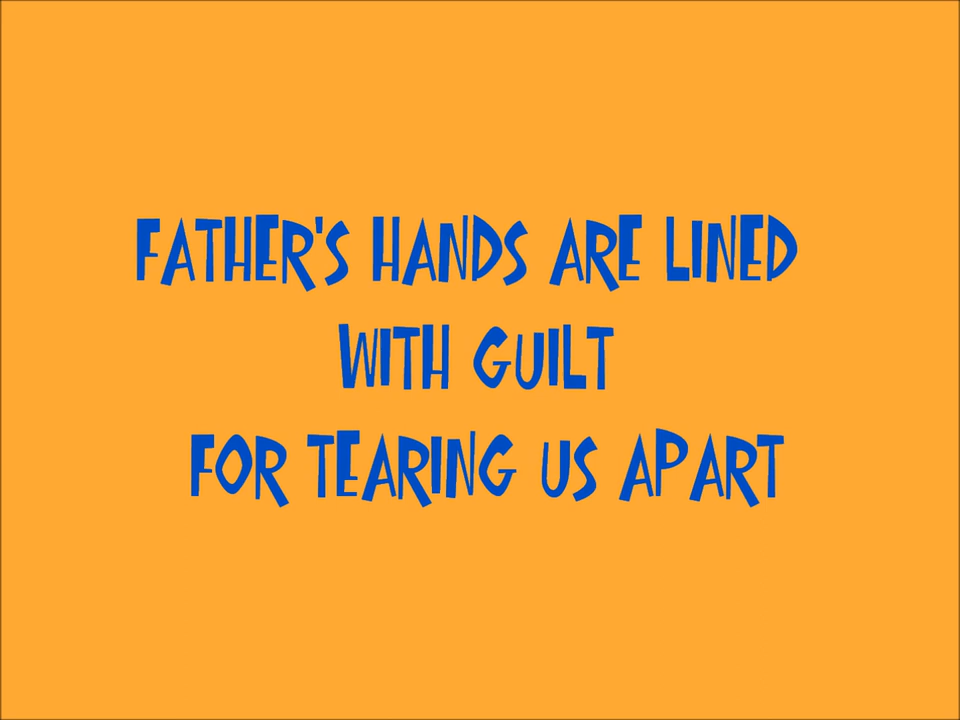 FATHER'S HANDS ARE LINED
WITH GUILT
FOR TEARING US APART